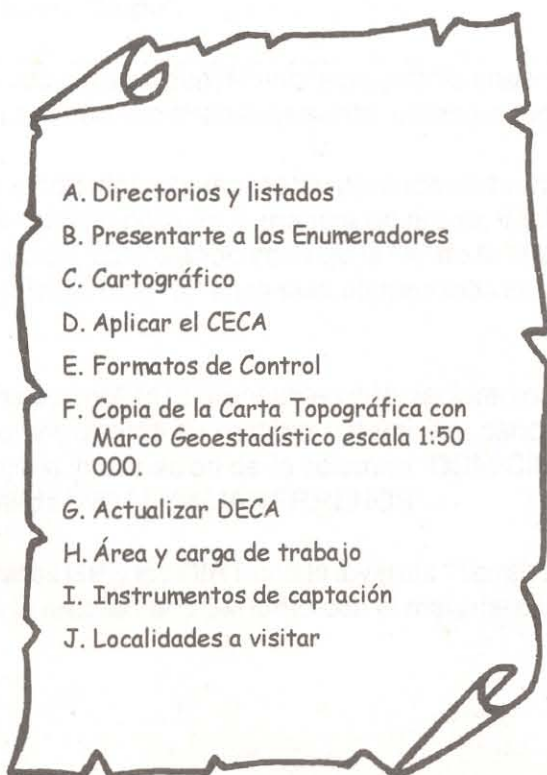 A. Directorios y listados
B. Presentarte a los Enumeradores
C. Cartográfico
D. Aplicar el CECA
E. Formatos de Control
F. Copia de la Carta Topográfica con
Marco Geoestadístico escala 1:50
000.
G. Actualizar DECA
H. Área y carga de trabajo
I. Instrumentos de captación
J. Localidades a visitar